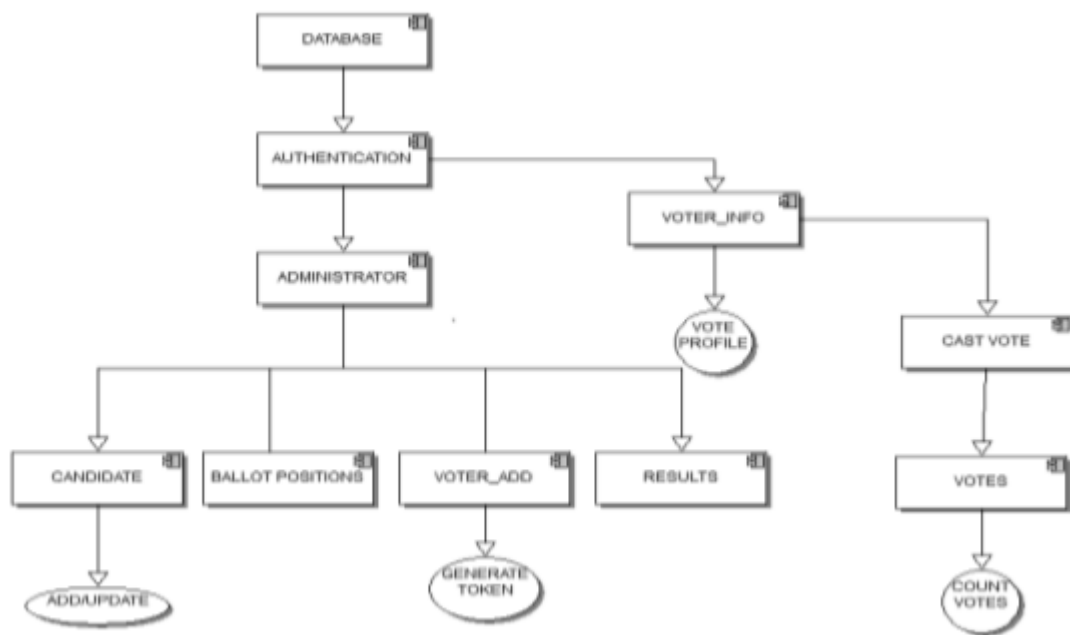 DATABASE
AUTHENTICATION
VOTER_INFO
ADMINISTRATOR
VOTE
PROFILE
CAST VOTE
CANDIDATE
BALLOT POSITIONS
VOTER_ADD
RESULTS
VOTES
ADD/UPDATE
GENERATE
TOKEN
COUNT
VOTES